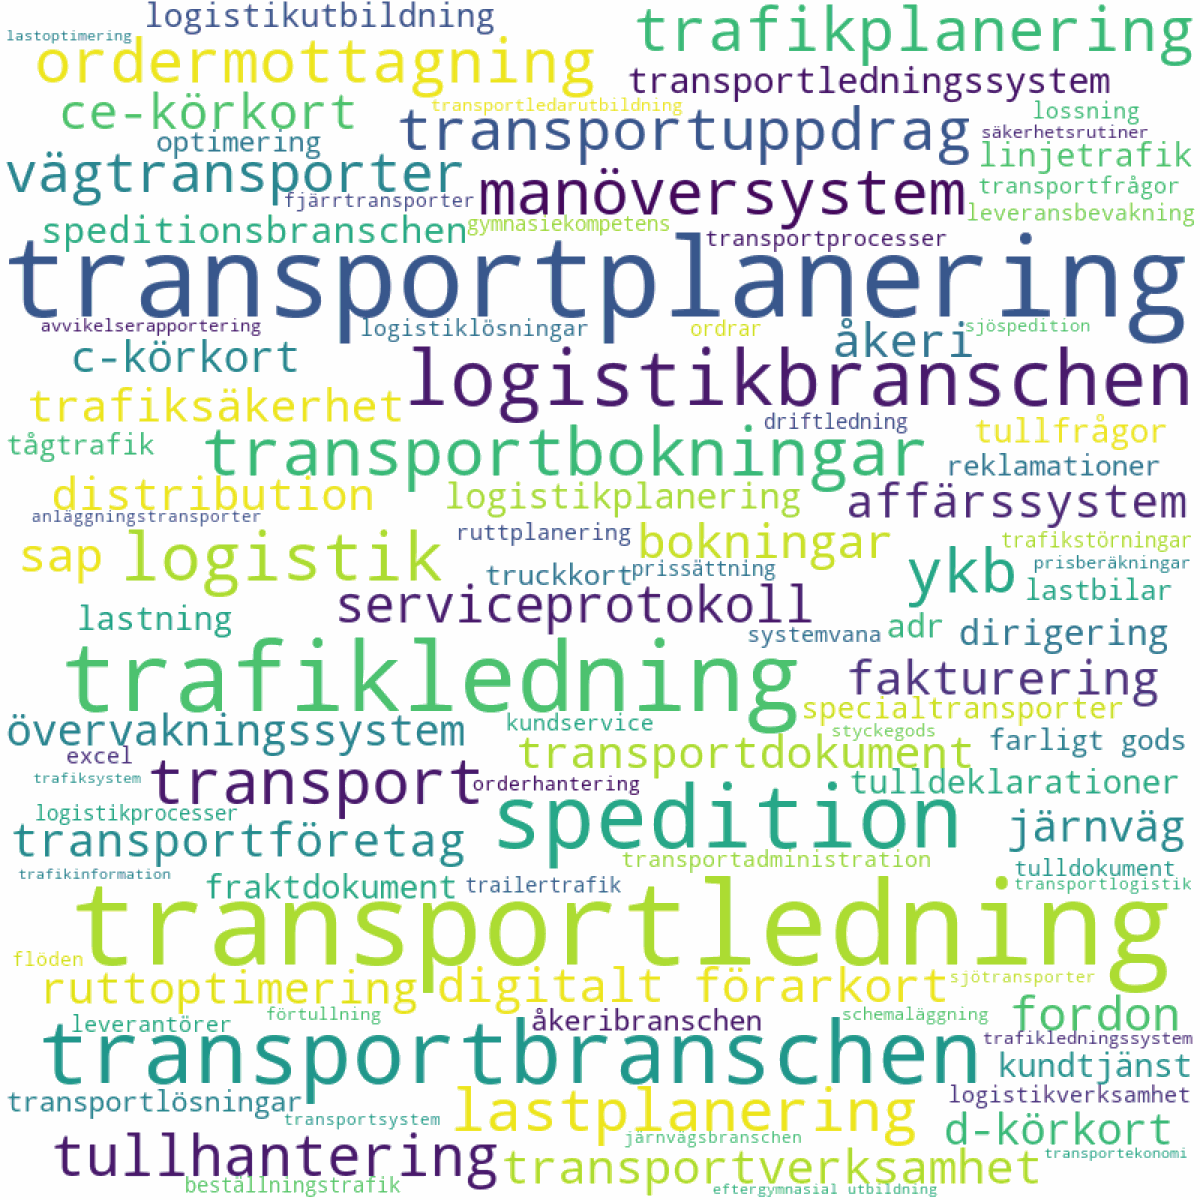 logistikutbildning
trafikplanering
lastoptimering
ordermottagning
transportledningssystem
ce-körkort
transportledarutbildning
lossning
transportuppdrag
säkerhetsrutiner
optimering
linjetrafik
vägtransporter
manöversystem
transportfrågor
fjärrtransporter
leveransbevakning
speditionsbranschen
gymnasiekompetens
transportprocesser
transportplanering
avvikelserapportering
logistiklösningar
ordrar
åkeri
sjöspedition
c-körkort
logistikbranschen
trafiksäkerhet
driftledning
tullfrågor
tågtrafik
transportbokningar
reklamationer
distribution
logistikplanering
affärssystem
anläggningstransporter
ruttplanering
bokningar
trafikstörningar
sap
logistik
truckkort
prissättning
ykb
prisberäkningar
lastbilar
lastning
serviceprotokoll
systemvana
adr
dirigering
trafikledning
fakturering
övervakningssystem
kundservice
specialtransporter
styckegods
excel
transportdokument
farligt gods
trafiksystem
transport
orderhantering
tulldeklarationer
logistikprocesser
spedition
järnväg
transportföretag
transportadministration
tulldokument
trafikinformation
fraktdokument
trailertrafik
transportlogistik
transportledning
flöden
ruttoptimering
digitalt förarkort
sjötransporter
leverantörer
förtullning
åkeribranschen
schemaläggning
fordon
transportbranschen
trafikledningssystem
kundtjänst
transportlösningar
transportsystem
lastplanering
logistikverksamhet
d-körkort
tullhantering
järnvägsbranschen
transportekonomi
beställningstrafik
transportverksamhet
eftergymnasial utbildning